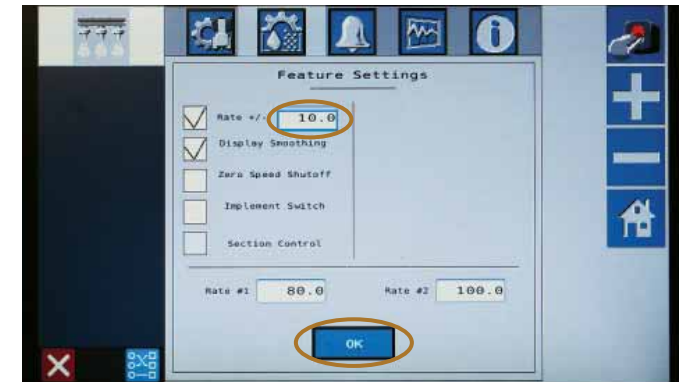 Feature Settings
Rate +/- 10.0
Display Smoothing
Zero Speed Shutoff
Implement Switch
Section Control
Rate #1 80.0 Rate #2 100.0
OK